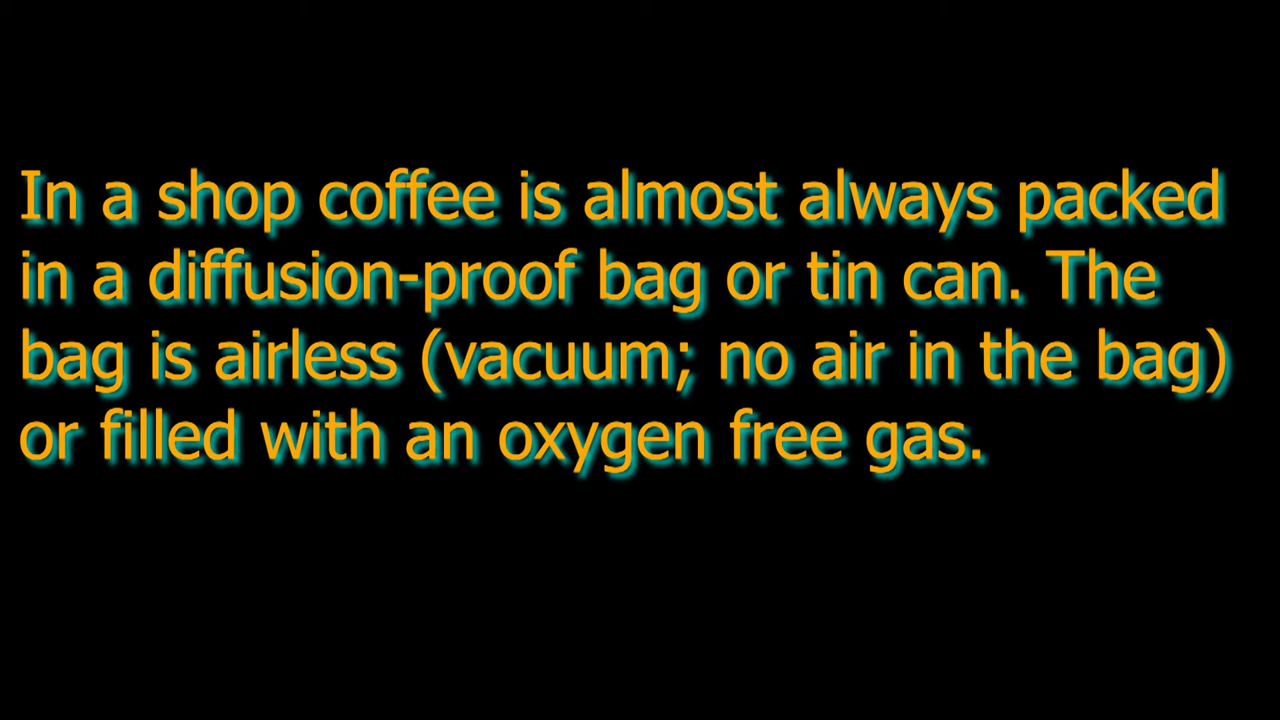 In a shop coffee is almost always packed
in a diffusion-proof bag or tin can. The
bag is airless (vacuum; no air in the bag)
or filled with an oxygen free gas.